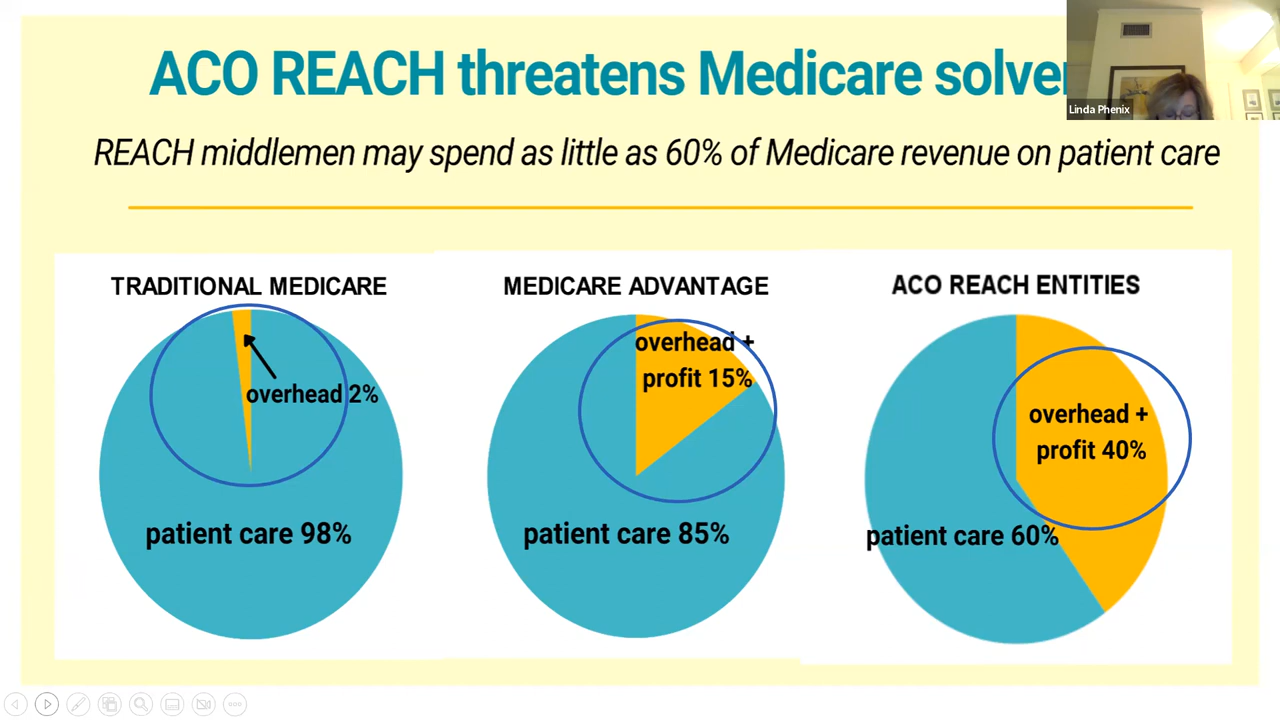 ACO REACH threatens Medicare
Linda Phenix
REACH middlemen may spend as little as 60% of Medicare revenue on patient care
TRADITIONAL MEDICARE
overhead 2%
patient care 98%
MEDICARE ADVANTAGE
overhead +
profit 15%
patient care 85%
ACO REACH ENTITIES
overhead +
profit 40%
patient care 60%